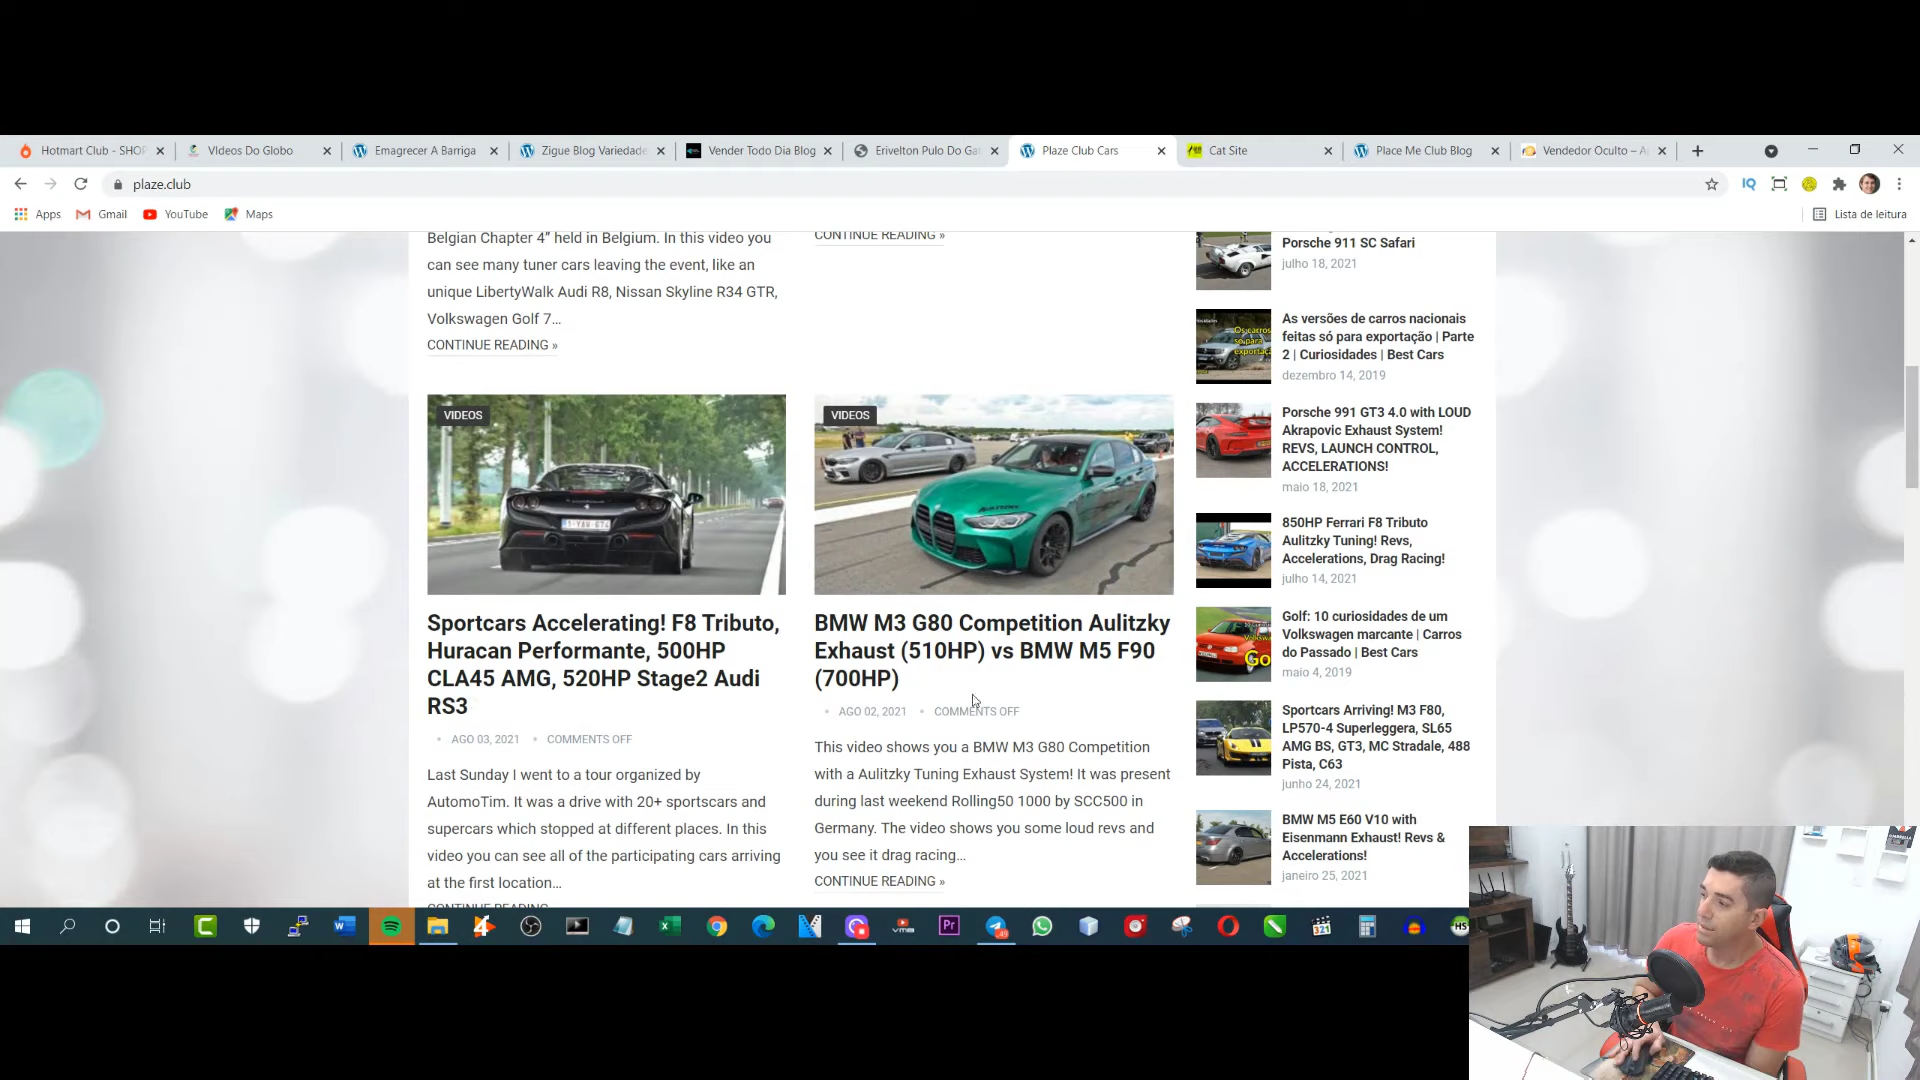 Hotmart Club - SHOP
VIdeos Do Globo
Emagrecer A Barriga
Zigue Blog Variedade
Vender Todo Dia Blog
Erivelton Pulo Do Ga
Plaze Club Cars
Cat Site
Place Me Club Blog
Vendedor Oculto – A
plaze.club
IQ
Apps
Gmail
YouTube
Maps
Lista de leitura
Belgian Chapter 4” held in Belgium. In this video you
can see many tuner cars leaving the event, like an
unique LibertyWalk Audi R8, Nissan Skyline R34 GTR,
Volkswagen Golf 7…
CONTINUE READING »
CONTINUE READING »
VIDEOS
Sportcars Accelerating! F8 Tributo,
Huracan Performante, 500HP
CLA45 AMG, 520HP Stage2 Audi
RS3
AGO 03, 2021
COMMENTS OFF
Last Sunday I went to a tour organized by
AutomoTim. It was a drive with 20+ sportscars and
supercars which stopped at different places. In this
video you can see all of the participating cars arriving
at the first location…
CONTINUE READING
VIDEOS
BMW M3 G80 Competition Aulitzky
Exhaust (510HP) vs BMW M5 F90
(700HP)
AGO 02, 2021
COMMENTS OFF
This video shows you a BMW M3 G80 Competition
with a Aulitzky Tuning Exhaust System! It was present
during last weekend Rolling50 1000 by SCC500 in
Germany. The video shows you some loud revs and
you see it drag racing…
CONTINUE READING »
Porsche 911 SC Safari
julho 18, 2021
Os carros
só para
exportaç
As versões de carros nacionais
feitas só para exportação | Parte
2 | Curiosidades | Best Cars
dezembro 14, 2019
Porsche 991 GT3 4.0 with LOUD
Akrapovic Exhaust System!
REVS, LAUNCH CONTROL,
ACCELERATIONS!
maio 18, 2021
850HP Ferrari F8 Tributo
Aulitzky Tuning! Revs,
Accelerations, Drag Racing!
julho 14, 2021
Go
Golf: 10 curiosidades de um
Volkswagen marcante | Carros
do Passado | Best Cars
maio 4, 2019
Sportcars Arriving! M3 F80,
LP570-4 Superleggera, SL65
AMG BS, GT3, MC Stradale, 488
Pista, C63
junho 24, 2021
BMW M5 E60 V10 with
Eisenmann Exhaust! Revs &
Accelerations!
janeiro 25, 2021
Pr
49
321